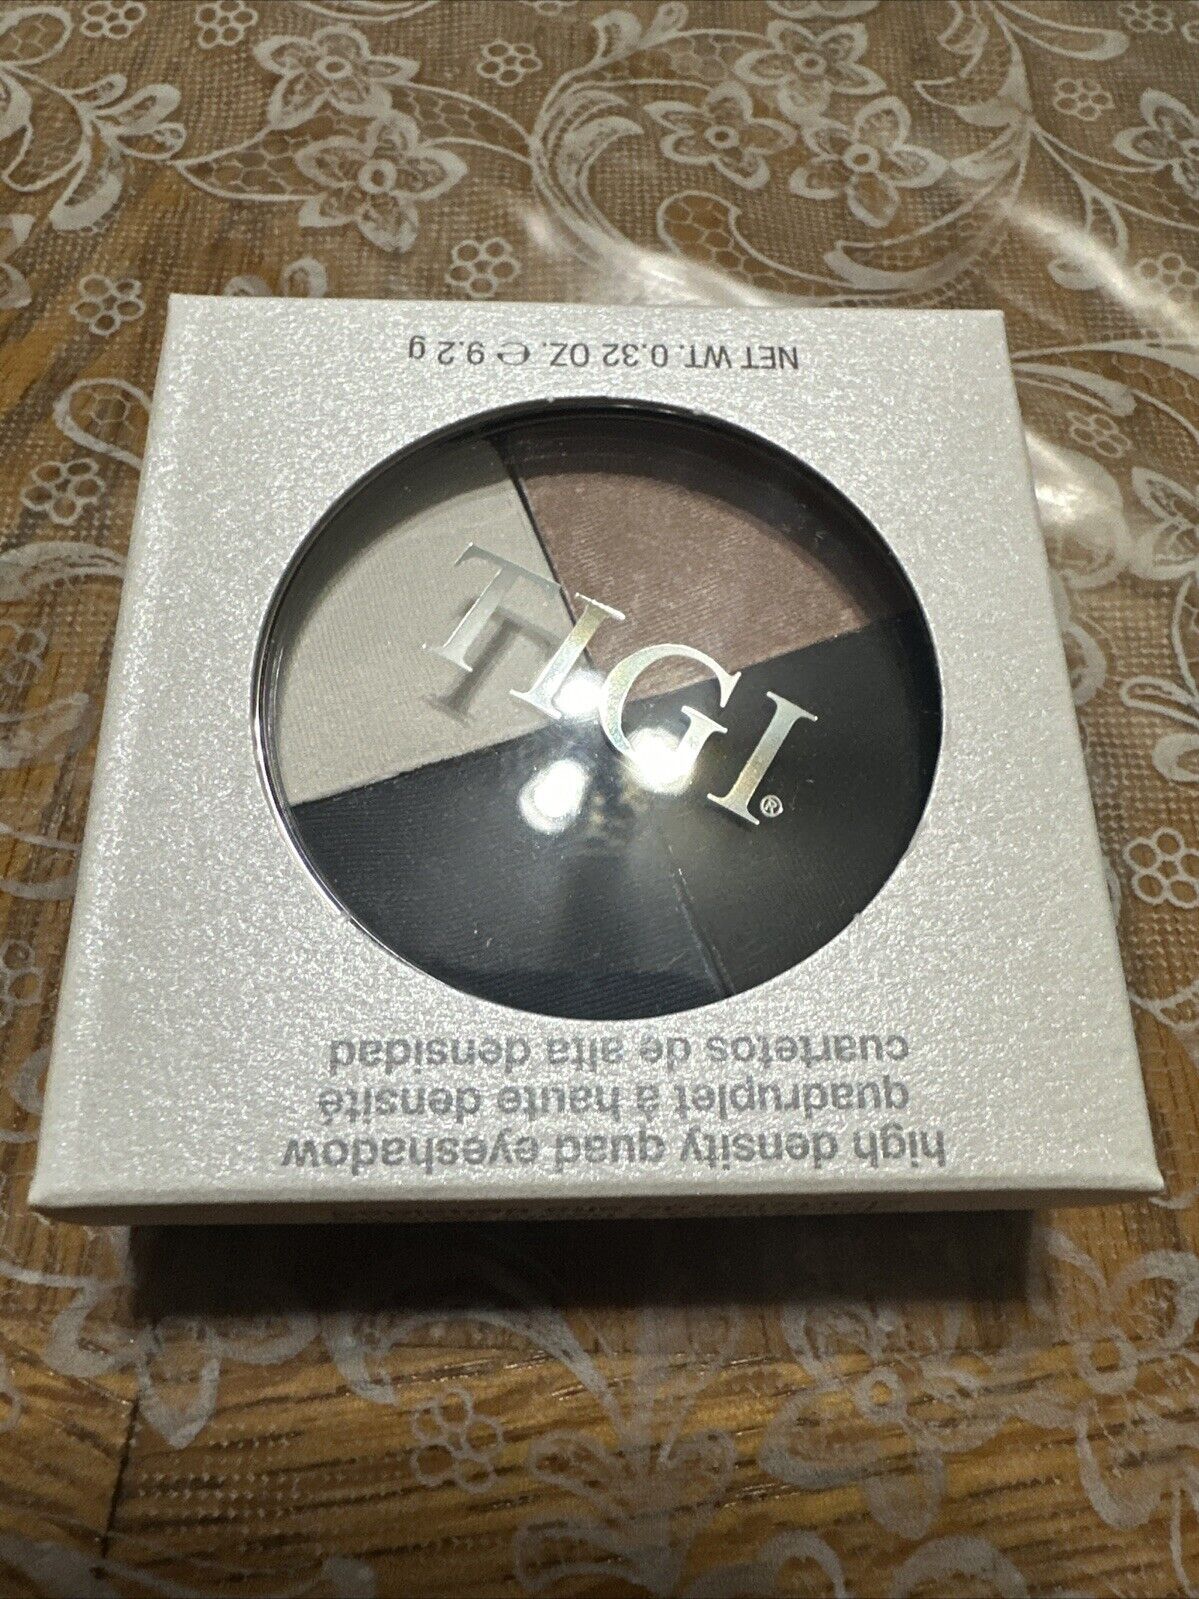 high density quad eyeshadow
quadruplet à haute densité
cuartetos de alta densidad
TIGI®
NET WT. 0.32 OZ. ℮ 9.2 g